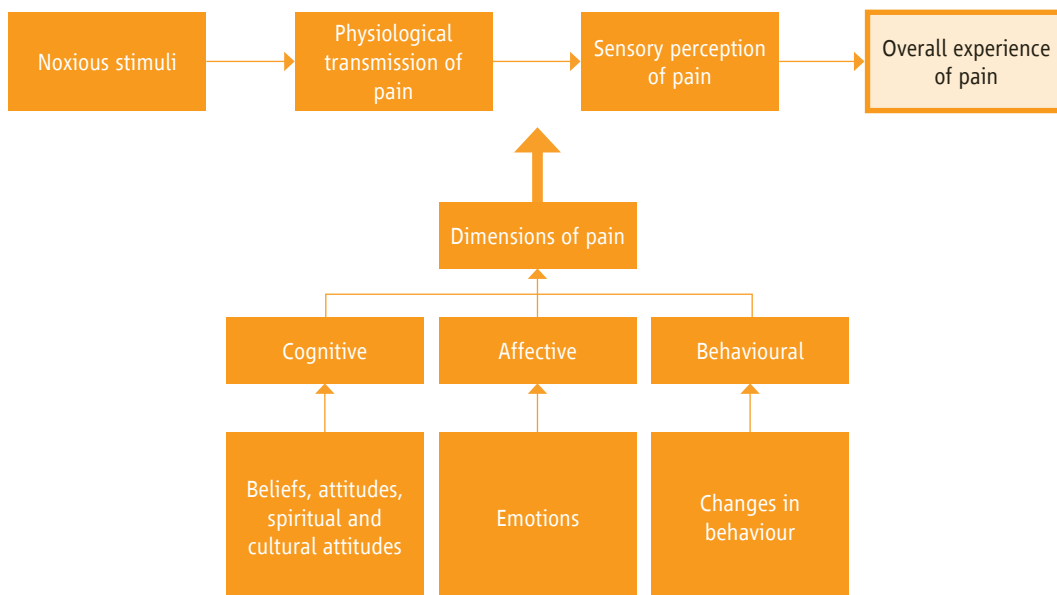 Noxious stimuli
Physiological
transmission of
pain
Sensory perception
of pain
Overall experience
of pain
Dimensions of pain
Cognitive
Affective
Behavioural
Beliefs, attitudes,
spiritual and
cultural attitudes
Emotions
Changes in
behaviour